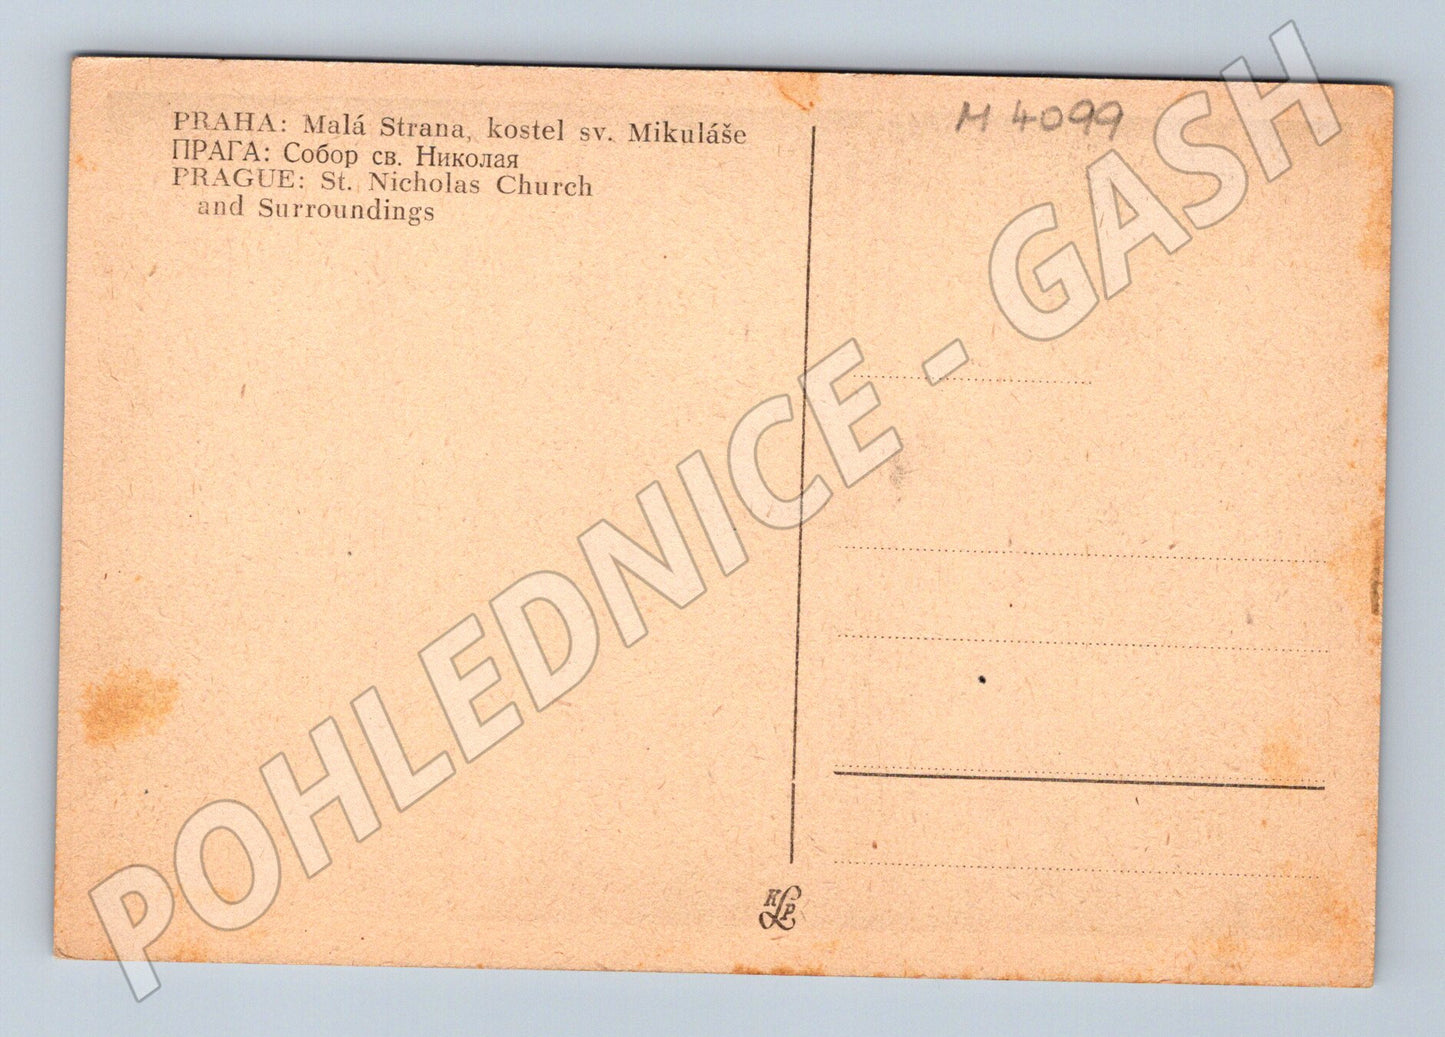 PRAHA: Malá Strana, kostel sv. Mikuláše
ПРАГА: Собор св. Николая
PRAGUE: St. Nicholas Church
and Surroundings
M 4099
POHLEDNICE - GASH
KLP